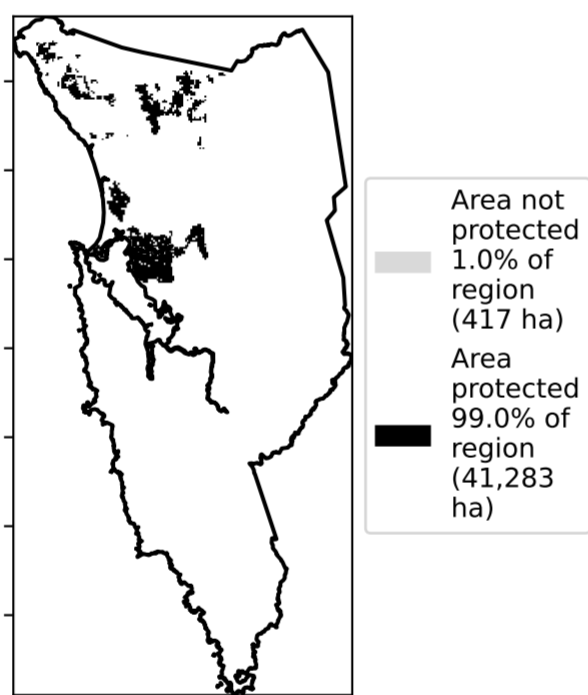 Area not
protected
1.0% of
region
(417 ha)
Area
protected
99.0% of
region
(41,283
ha)